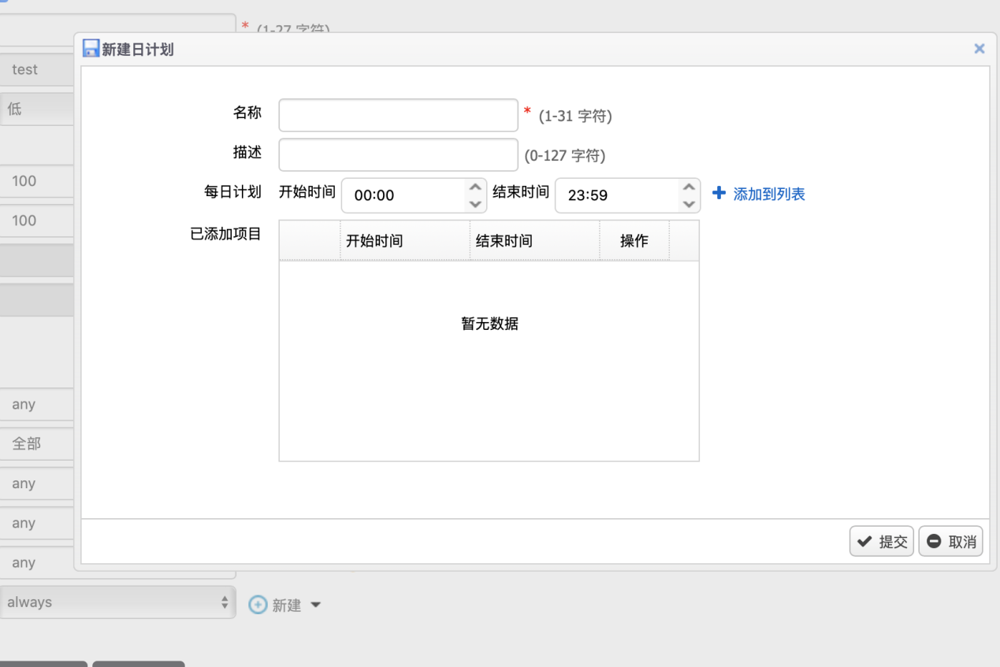 * (1-27 字符)
新建日计划
×
test
低
名称 * (1-31 字符)
描述 (0-127 字符)
每日计划 开始时间 00:00 结束时间 23:59 添加到列表
100
100
已添加项目 开始时间 结束时间 操作
暂无数据
any
全部
any
any
any
提交 取消
always 新建